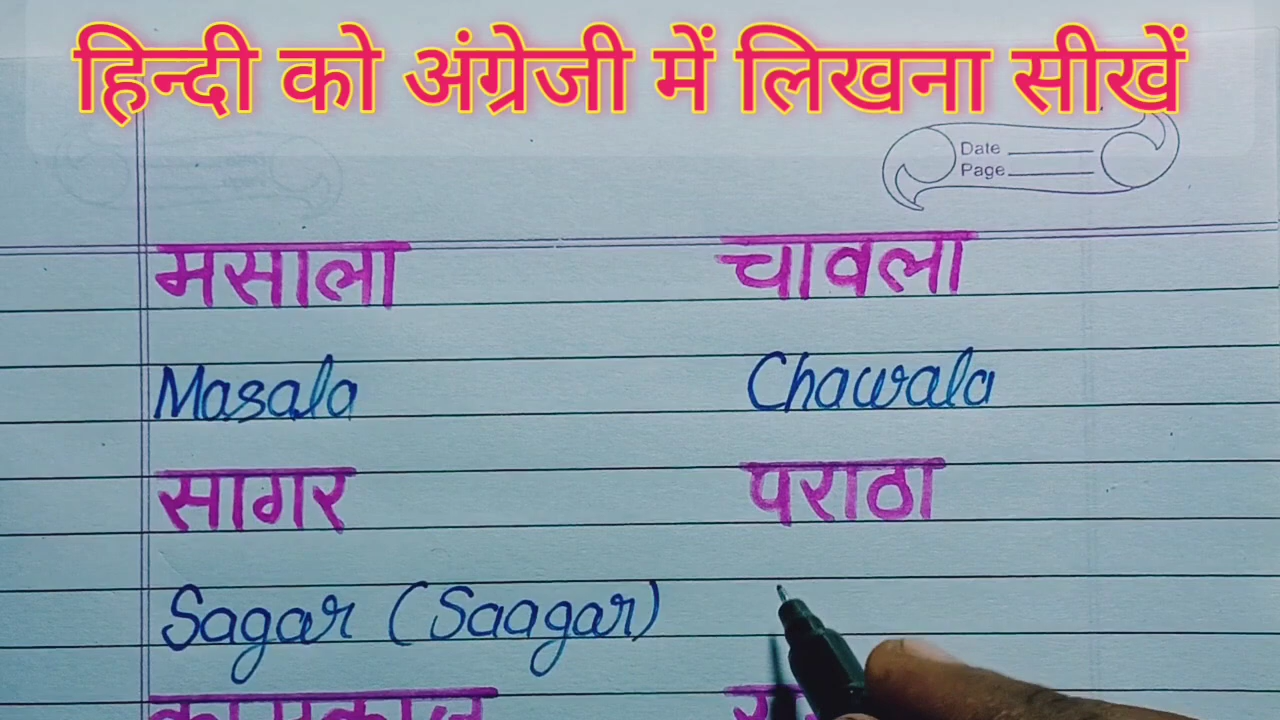 हिन्दी को अंग्रेजी में लिखना सीखें
Date
Page
मसाला चावला
Masala Chawala
सागर पराठा
Sagar (Saagar)